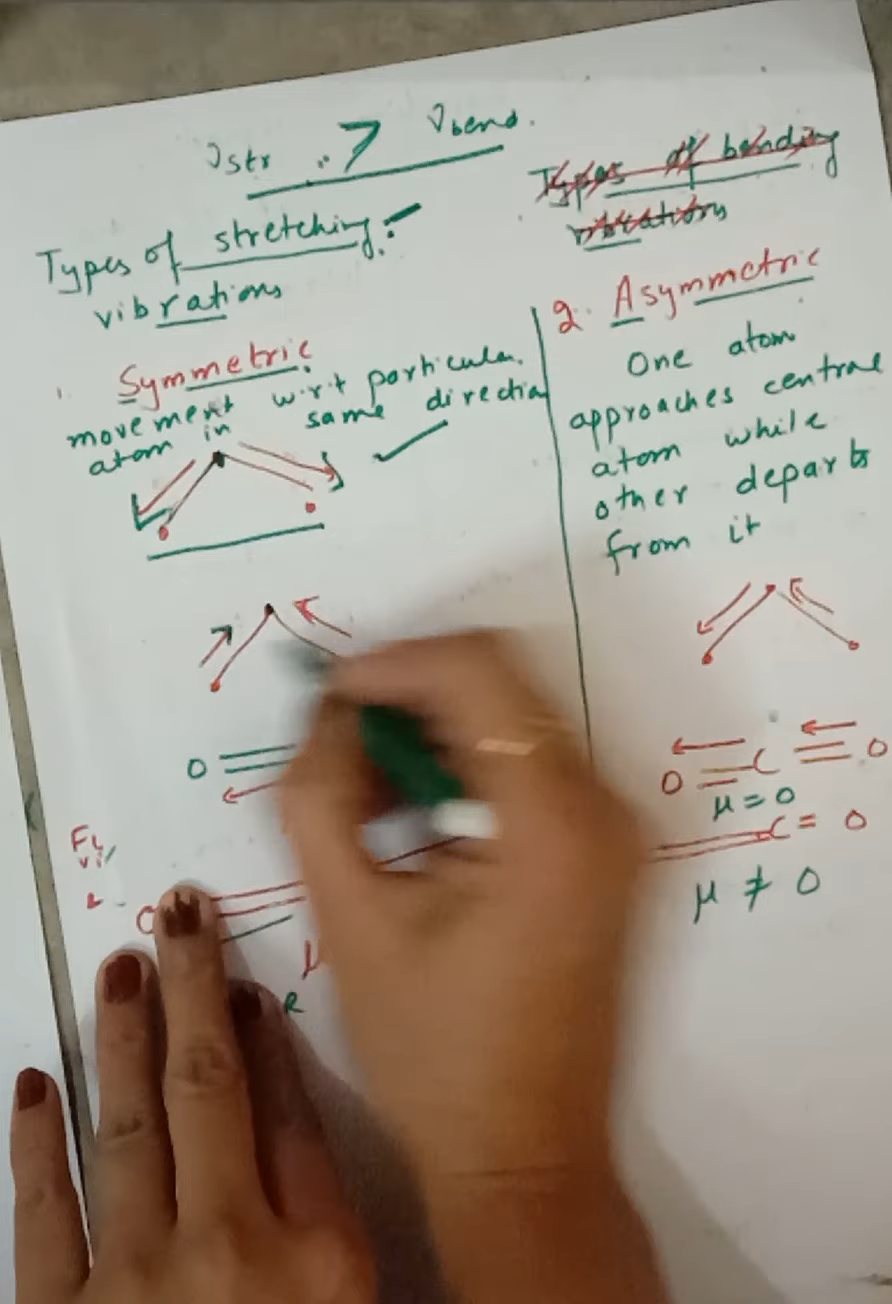 νstr > νbend.
Types of bending
vibrations
Types of stretching:
vibrations
1. Symmetric
movement w.r.t particular
atom in same direction
2. Asymmetric
One atom
approaches central
atom while
other departs
from it
O
O = C = O
μ = 0
C = O
μ ≠ 0
R